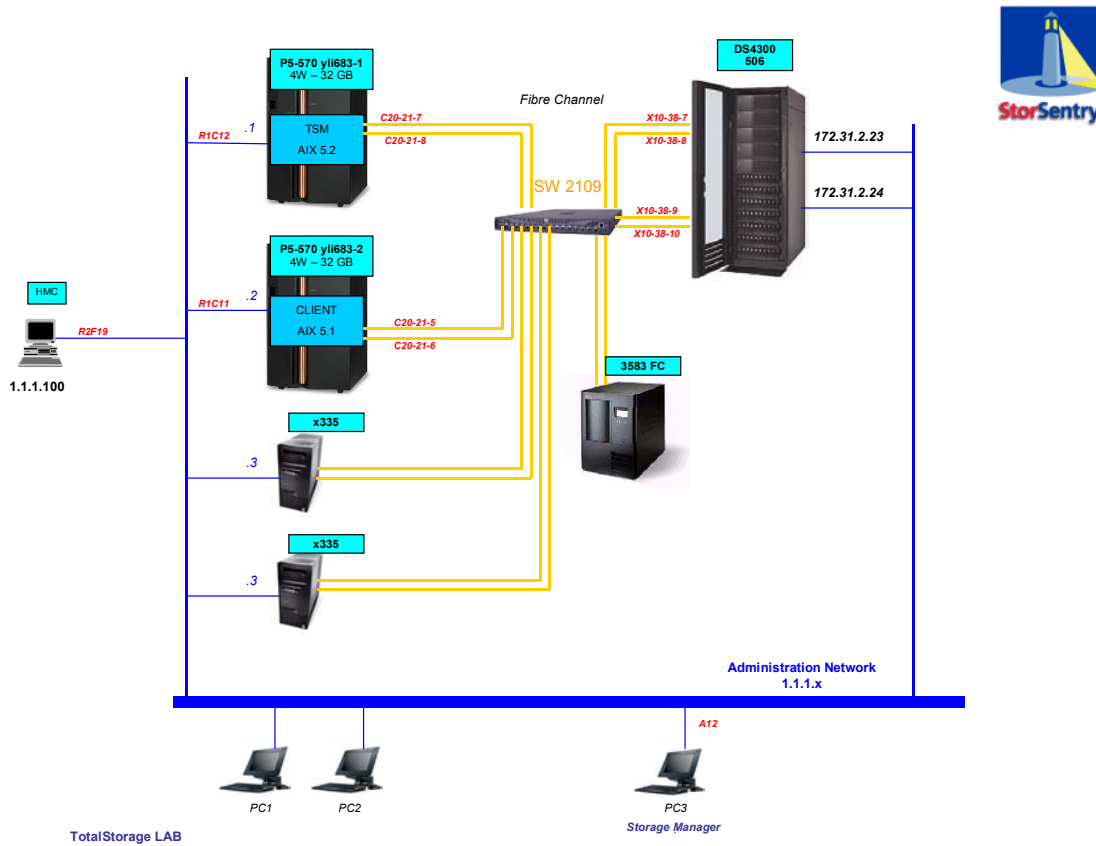 StorSentry
P5-570 yli683-1
4W – 32 GB
TSM
AIX 5.2
R1C12
.1
C20-21-7
C20-21-8
Fibre Channel
SW 2109
DS4300
506
X10-38-7
X10-38-8
X10-38-9
X10-38-10
172.31.2.23
172.31.2.24
P5-570 yli683-2
4W – 32 GB
CLIENT
AIX 5.1
R1C11
.2
C20-21-5
C20-21-6
HMC
R2F19
1.1.1.100
3583 FC
x335
.3
x335
.3
Administration Network
1.1.1.x
A12
PC1
PC2
PC3
Storage Manager
TotalStorage LAB